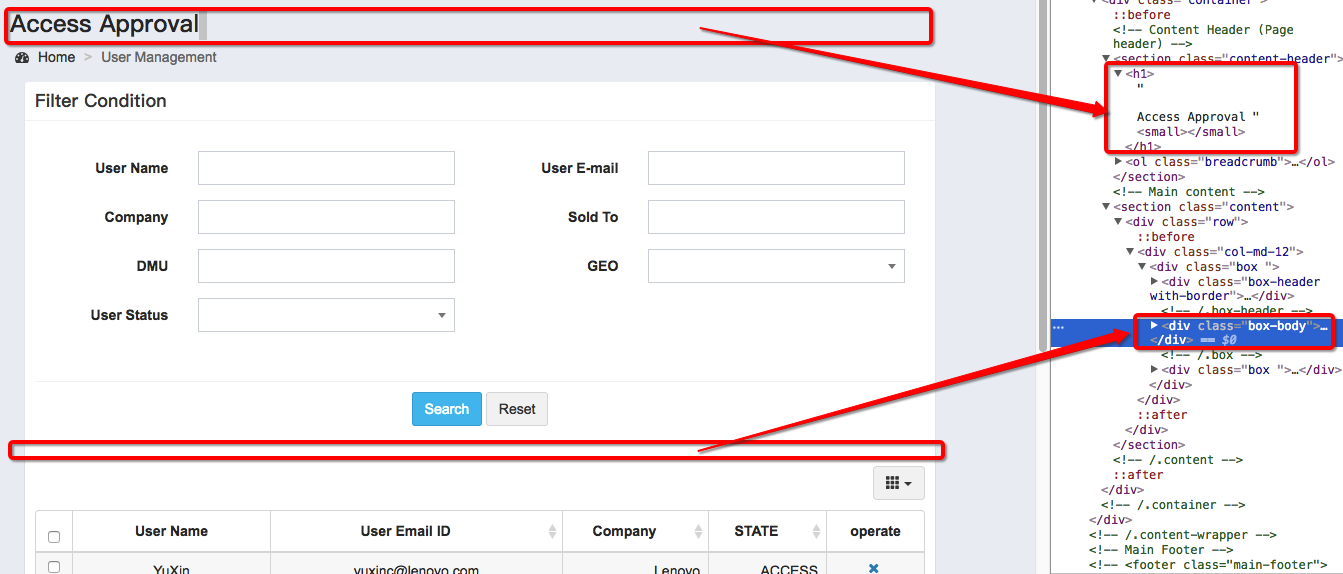 Access Approval
Home > User Management
Filter Condition
User Name
User E-mail
Company
Sold To
DMU
GEO
User Status
Search
Reset
User Name
User Email ID
Company
STATE
operate
YuXin
yuxinc@lenovo.com
Lenovo
ACCESS
<div class="container">
::before
<!-- Content Header (Page
header) -->
<section class="content-header">
<h1>
"
Access Approval "
<small></small>
</h1>
<ol class="breadcrumb">…</ol>
</section>
<!-- Main content -->
<section class="content">
<div class="row">
::before
<div class="col-md-12">
<div class="box ">
<div class="box-header
with-border">…</div>
<!-- /.box-header -->
<div class="box-body">…
</div> == $0
<!-- /.box -->
<div class="box ">…</div>
</div>
</div>
::after
</div>
</section>
<!-- /.content -->
::after
</div>
<!-- /.container -->
</div>
<!-- /.content-wrapper -->
<!-- Main Footer -->
<!-- <footer class="main-footer">